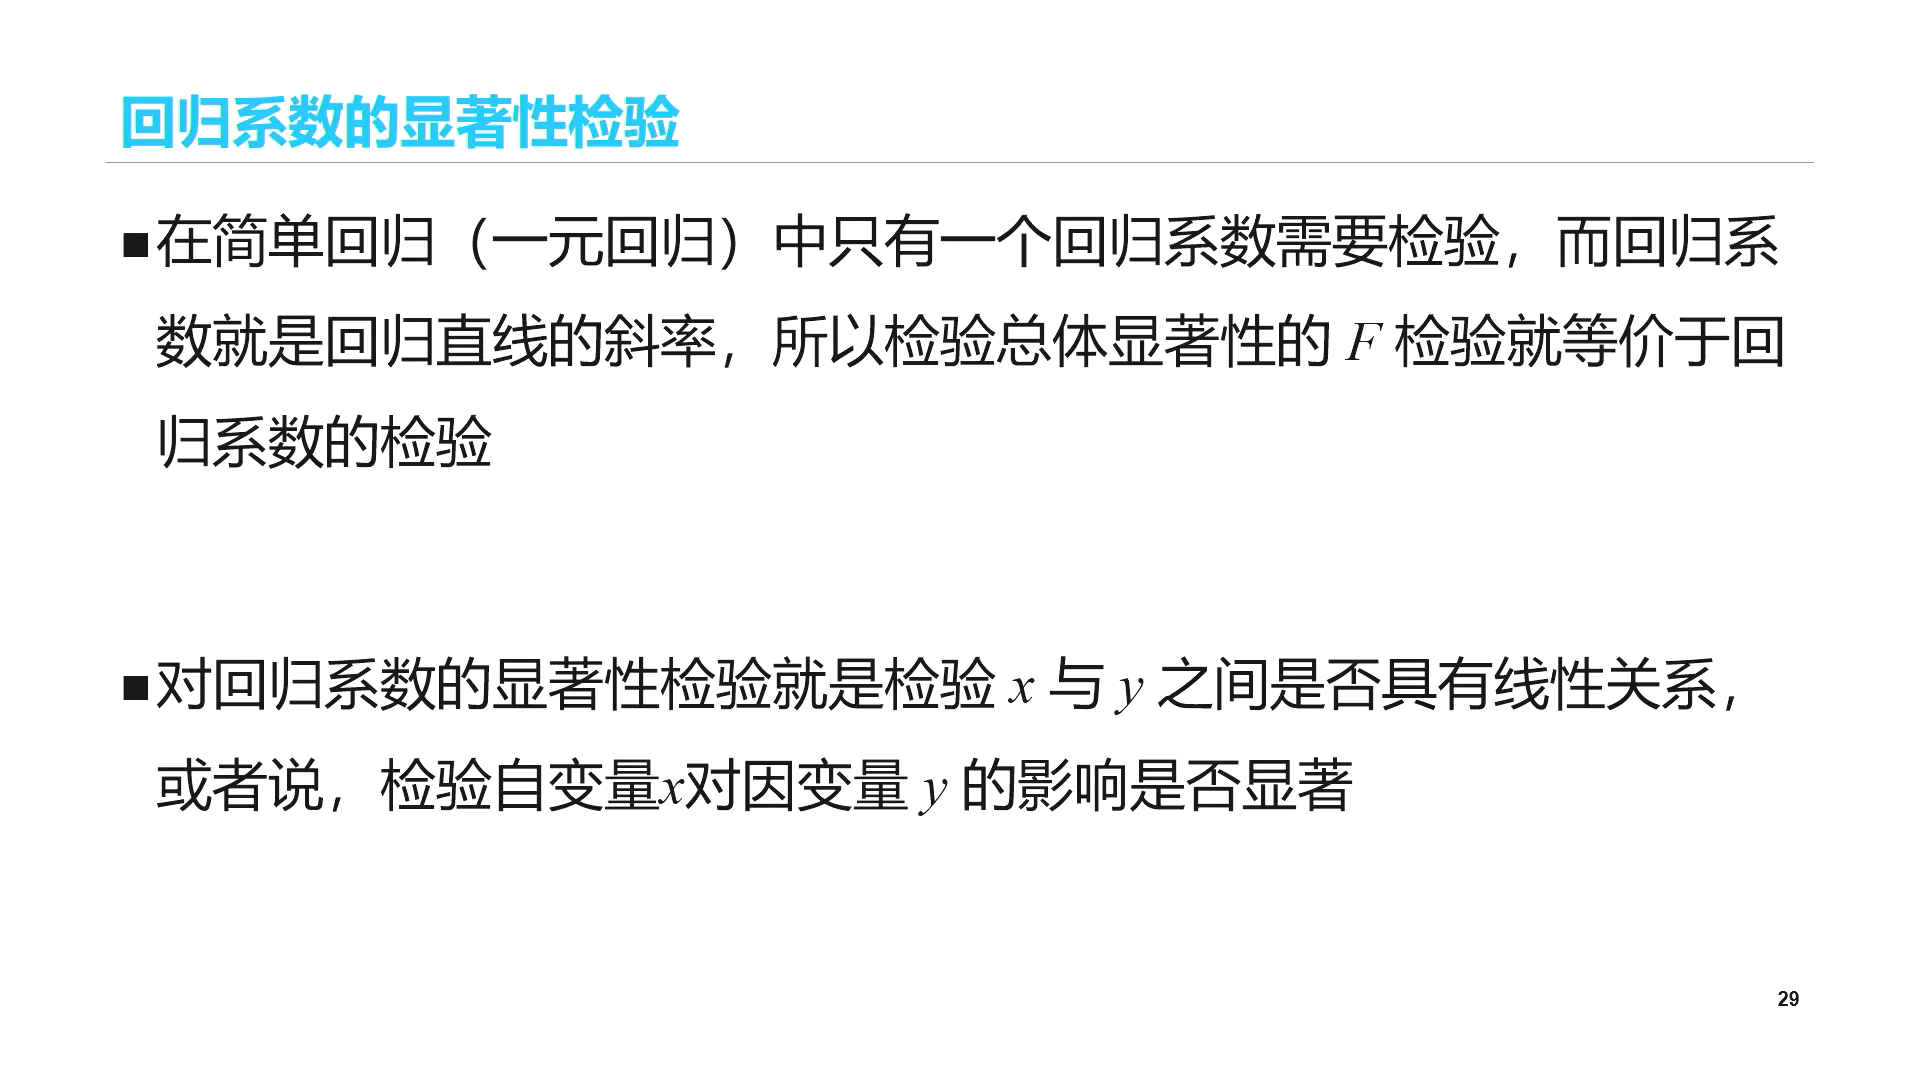 回归系数的显著性检验
■在简单回归（一元回归）中只有一个回归系数需要检验，而回归系
数就是回归直线的斜率，所以检验总体显著性的 F 检验就等价于回
归系数的检验
■对回归系数的显著性检验就是检验 x 与 y 之间是否具有线性关系，
或者说，检验自变量x对因变量 y 的影响是否显著
29